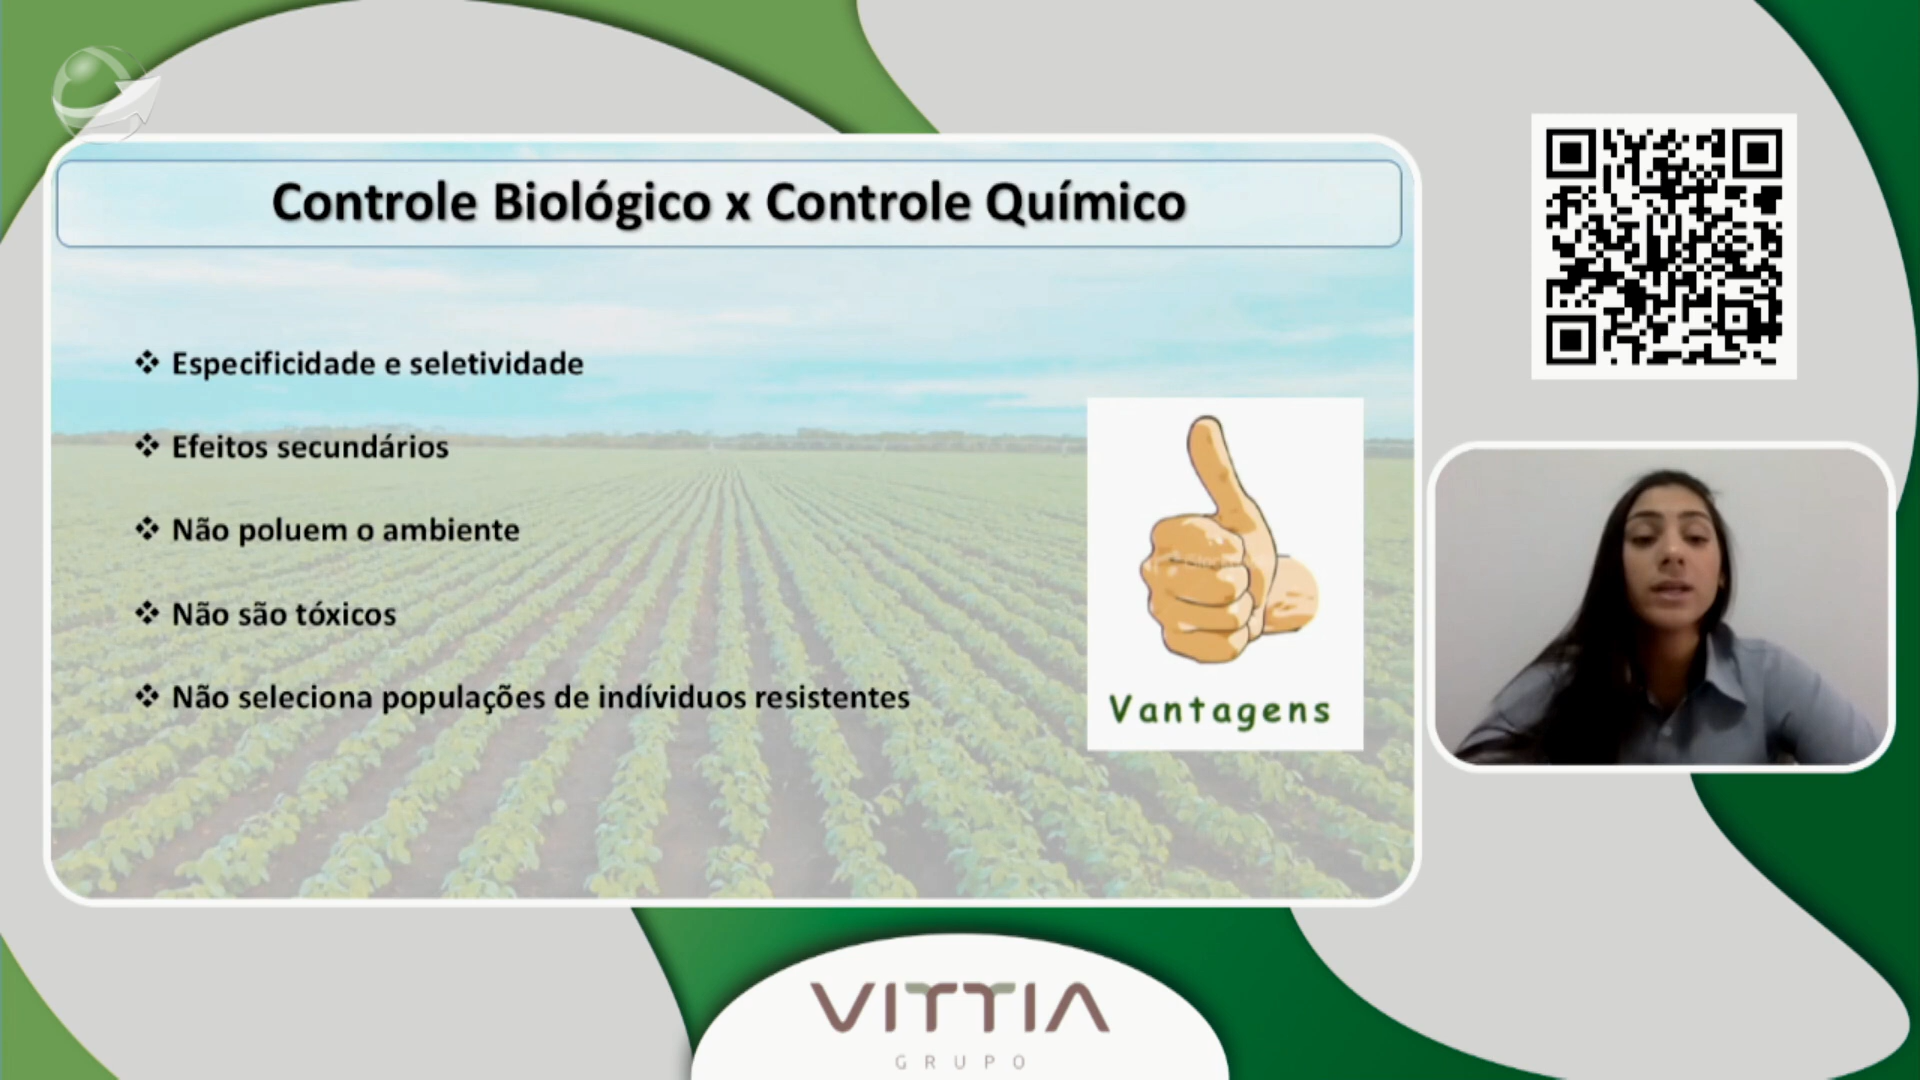 Controle Biológico x Controle Químico
❖ Especificidade e seletividade
❖ Efeitos secundários
❖ Não poluem o ambiente
❖ Não são tóxicos
❖ Não seleciona populações de indíviduos resistentes
Vantagens
VITTIA
GRUPO